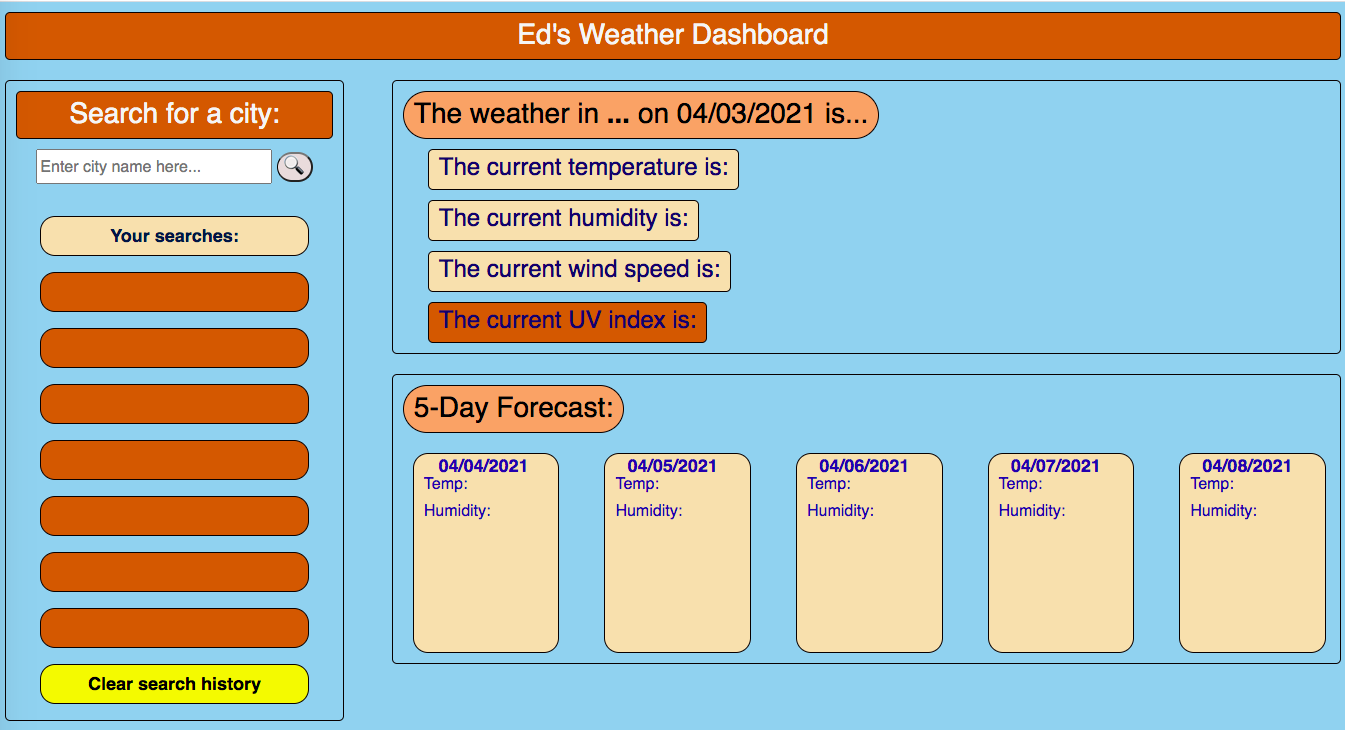 Ed's Weather Dashboard
Search for a city:
Enter city name here...
Your searches:
Clear search history
The weather in ... on 04/03/2021 is...
The current temperature is:
The current humidity is:
The current wind speed is:
The current UV index is:
5-Day Forecast:
04/04/2021
Temp:
Humidity:
04/05/2021
Temp:
Humidity:
04/06/2021
Temp:
Humidity:
04/07/2021
Temp:
Humidity:
04/08/2021
Temp:
Humidity: